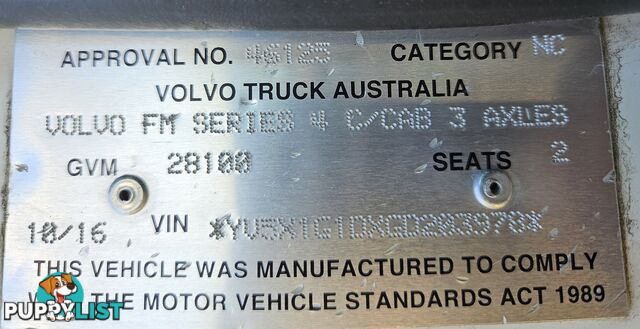 APPROVAL NO. 46125 CATEGORY NC
VOLVO TRUCK AUSTRALIA
VOLVO FM SERIES 4 C/CAB 3 AXLES
GVM 28100 SEATS 2
10/16 VIN *YV5X1G1DXGD203978*
THIS VEHICLE WAS MANUFACTURED TO COMPLY
THE MOTOR VEHICLE STANDARDS ACT 1989
PUPPYLIST